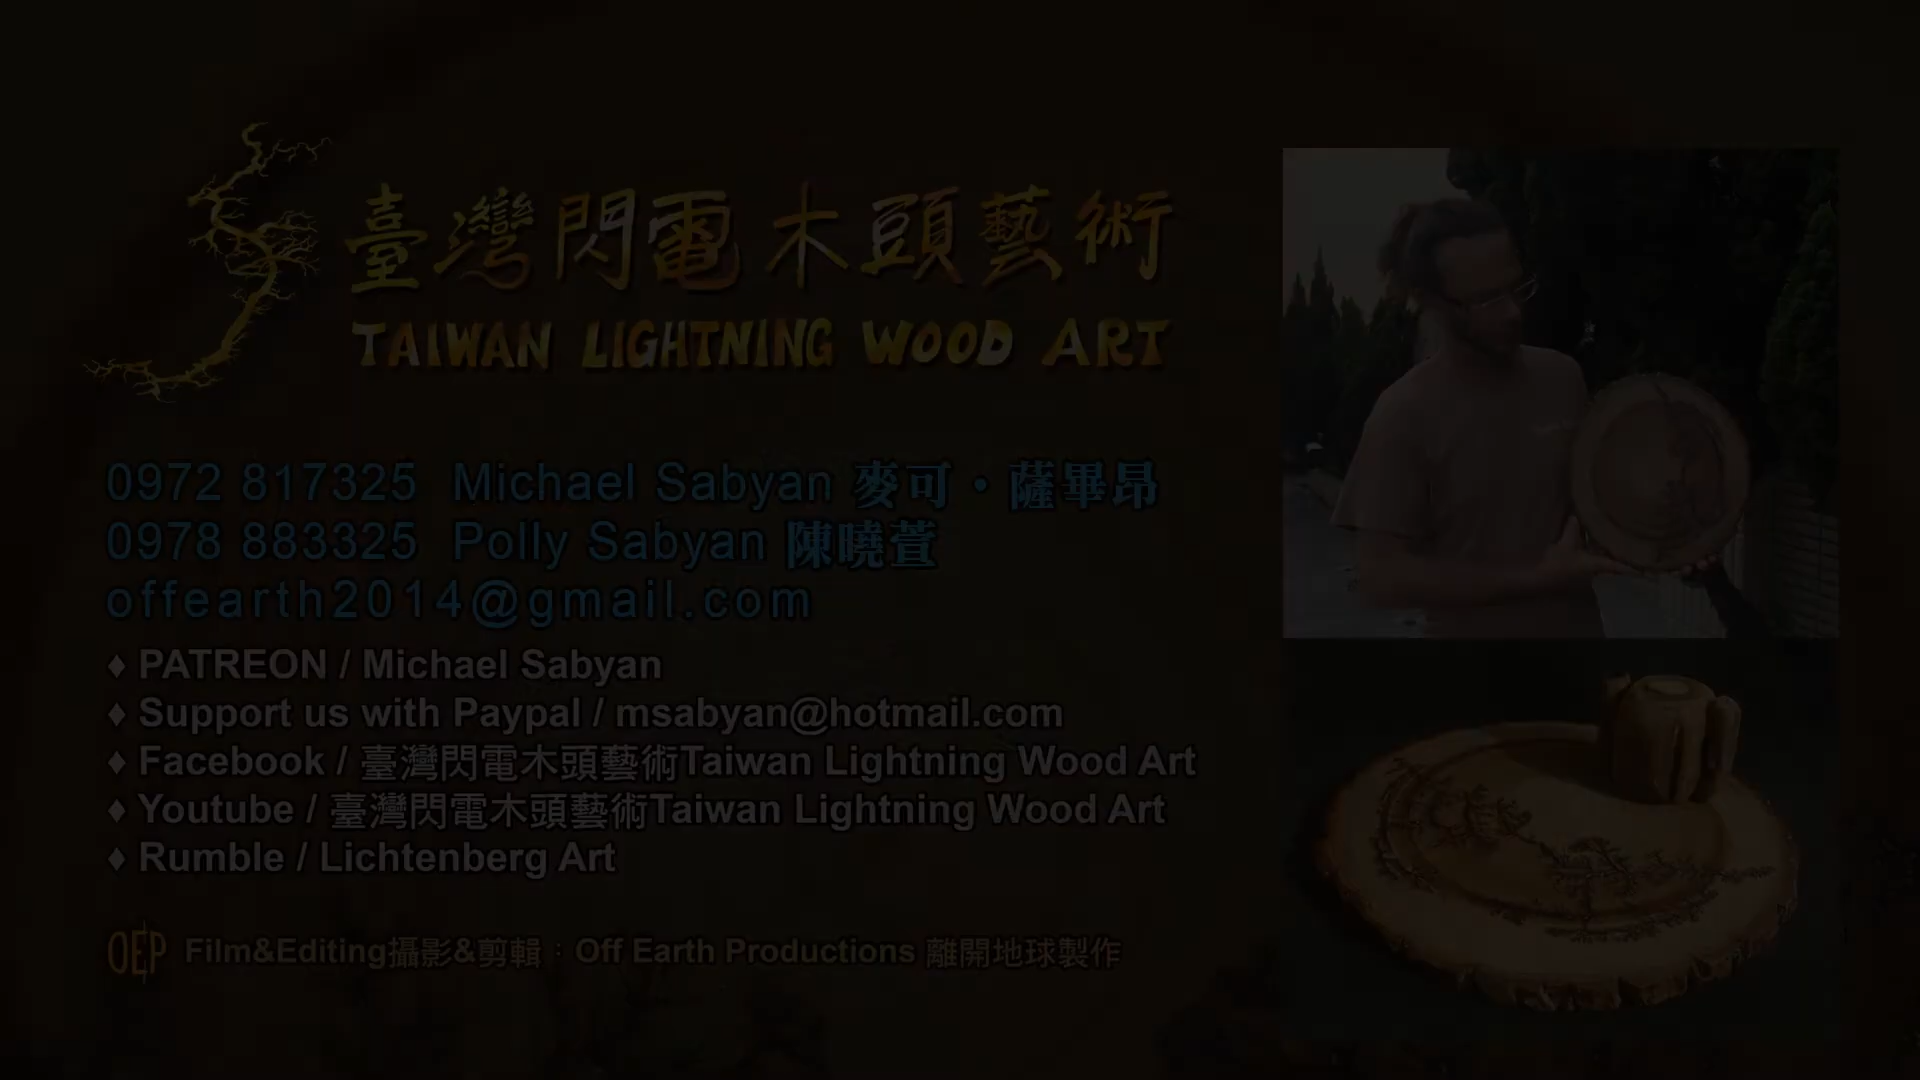 臺灣閃電木頭藝術
TAIWAN LIGHTNING WOOD ART
0972 817325 Michael Sabyan 麥可・薩畢昂
0978 883325 Polly Sabyan 陳曉萱
offearth2014@gmail.com
♦ PATREON / Michael Sabyan
♦ Support us with Paypal / msabyan@hotmail.com
♦ Facebook / 臺灣閃電木頭藝術Taiwan Lightning Wood Art
♦ Youtube / 臺灣閃電木頭藝術Taiwan Lightning Wood Art
♦ Rumble / Lichtenberg Art
OEP Film&Editing攝影&剪輯：Off Earth Productions 離開地球製作